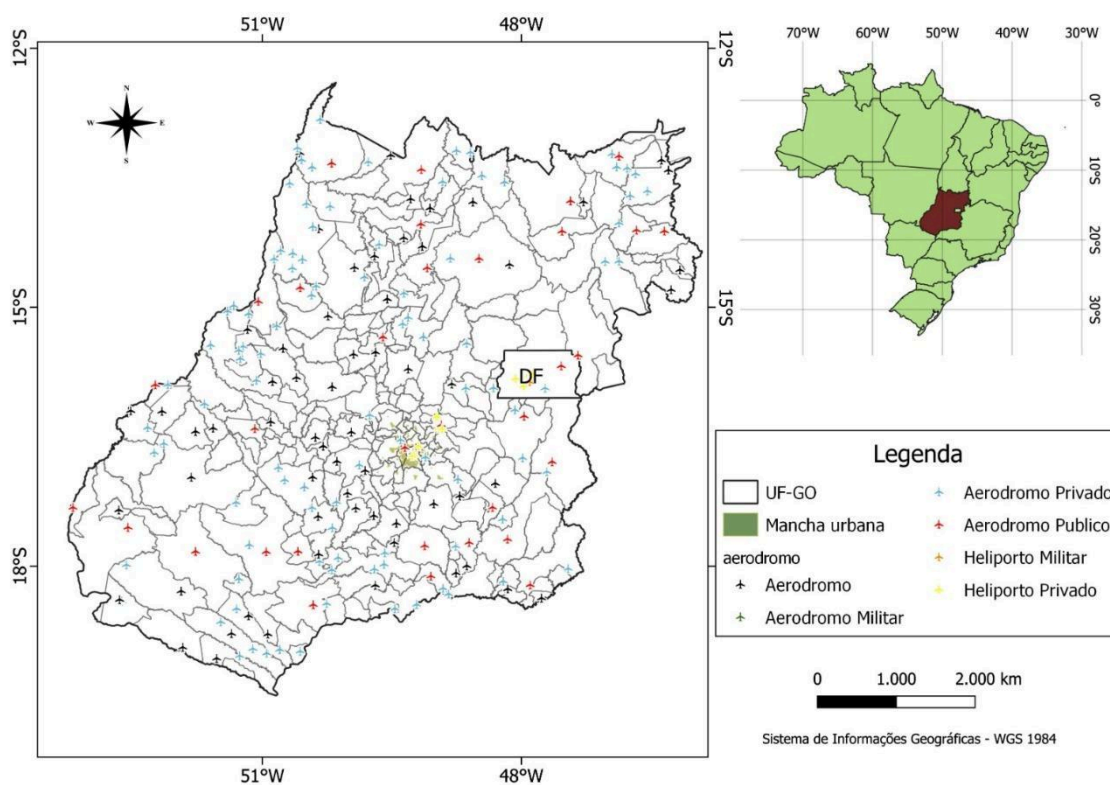 51°W 48°W
12°S 12°S
15°S 15°S
18°S 18°S
51°W 48°W
N
W E
S
DF
70°W 60°W 50°W 40°W 30°W
0°
10°S
20°S
30°S
Legenda
UF-GO
Mancha urbana
aerodromo
Aerodromo
Aerodromo Militar
Aerodromo Privado
Aerodromo Publico
Heliporto Militar
Heliporto Privado
0 1.000 2.000 km
Sistema de Informações Geográficas - WGS 1984